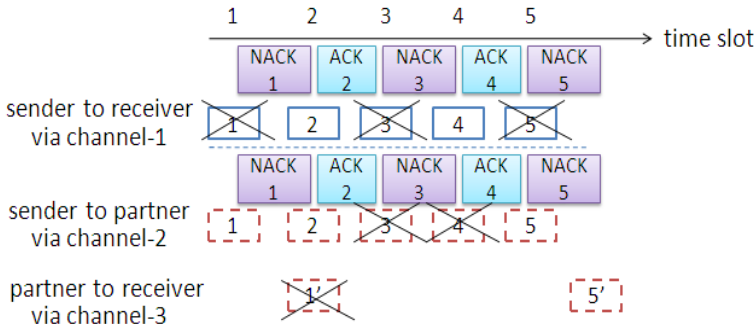 1 2 3 4 5
time slot
NACK 1 ACK 2 NACK 3 ACK 4 NACK 5
sender to receiver
via channel-1
1 2 3 4 5
NACK 1 ACK 2 NACK 3 ACK 4 NACK 5
sender to partner
via channel-2
1 2 3 4 5
partner to receiver
via channel-3
1’ 5’